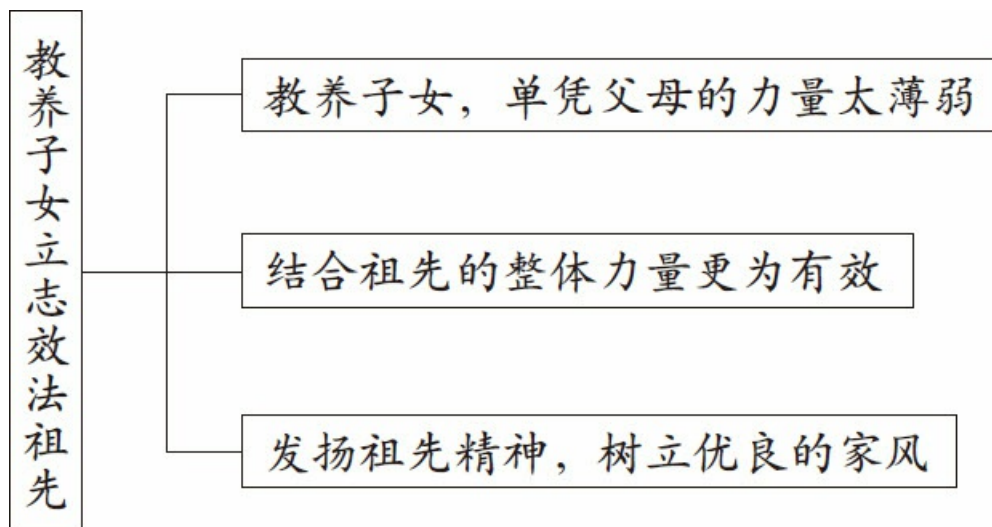 教养子女立志效法祖先
教养子女，单凭父母的力量太薄弱
结合祖先的整体力量更为有效
发扬祖先精神，树立优良的家风